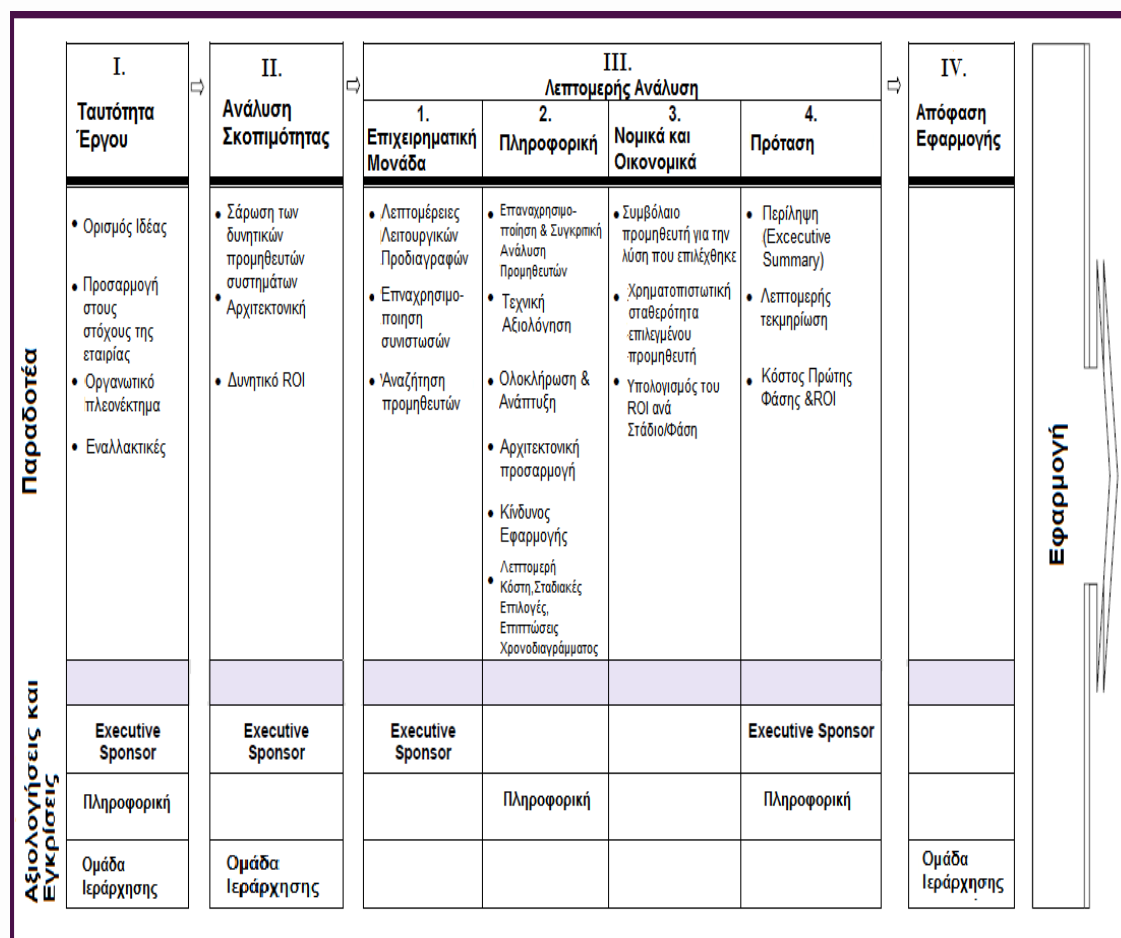 I.
Ταυτότητα
Έργου
II.
Ανάλυση
Σκοπιμότητας
III.
Λεπτομερής Ανάλυση
1.
Επιχειρηματική
Μονάδα
2.
Πληροφορική
3.
Νομικά και
Οικονομικά
4.
Πρόταση
IV.
Απόφαση
Εφαρμογής
Παραδοτέα
• Ορισμός Ιδέας
• Προσαρμογή
στους
στόχους της
εταιρίας
• Οργανωτικό
πλεονέκτημα
• Εναλλακτικές
• Σάρωση των
δυνητικών
προμηθευτών
συστημάτων
• Αρχιτεκτονική
• Δυνητικό ROI
• Λεπτομέρειες
Λειτουργικών
Προδιαγραφών
• Επναχρησιμο-
ποιηση
συνιστωσών
• Αναζήτηση
προμηθευτών
• Επαναχρησιμο-
ποίηση & Συγκριτική
Ανάλυση
Προμηθευτών
• Τεχνική
Αξιολόγηση
• Ολοκλήρωση &
Ανάπτυξη
• Αρχιτεκτονική
προσαρμογή
• Κίνδυνος
Εφαρμογής
• Λεπτομερή
Κόστη,Σταδιακές
Επιλογές,
Επιπτώσεις
Χρονοδιαγράμματος
• Συμβόλαιο
προμηθευτή για την
λύση που επιλέχθηκε
• Χρηματοπιστωτική
σταθερότητα
επιλεγμένου
προμηθευτή
• Υπολογισμός του
ROI ανά
Στάδιο/Φάση
• Περίληψη
(Excecutive
Summary)
• Λεπτομερής
τεκμηρίωση
• Κόστος Πρώτης
Φάσης &ROI
Εφαρμογή
Αξιολογήσεις και
Εγκρίσεις
Executive
Sponsor
Executive
Sponsor
Executive
Sponsor
Executive Sponsor
Πληροφορική
Πληροφορική
Πληροφορική
Ομάδα
Ιεράρχησης
Ομάδα
Ιεράρχησης
Ομάδα
Ιεράρχησης